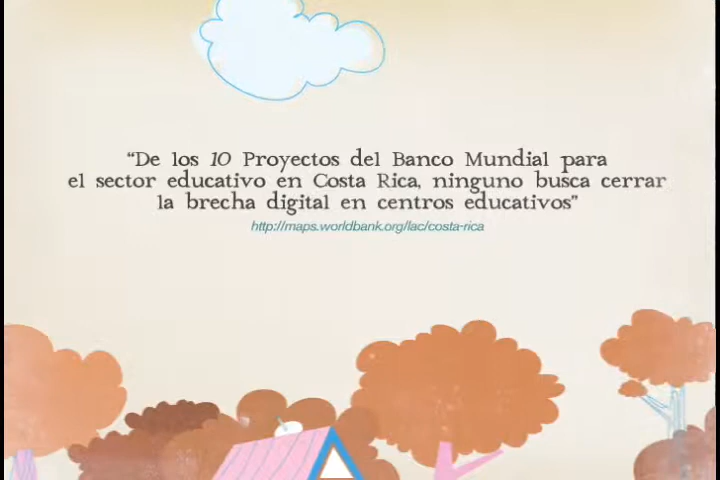 “De los 10 Proyectos del Banco Mundial para
el sector educativo en Costa Rica, ninguno busca cerrar
la brecha digital en centros educativos”
http://maps.worldbank.org/lac/costa-rica